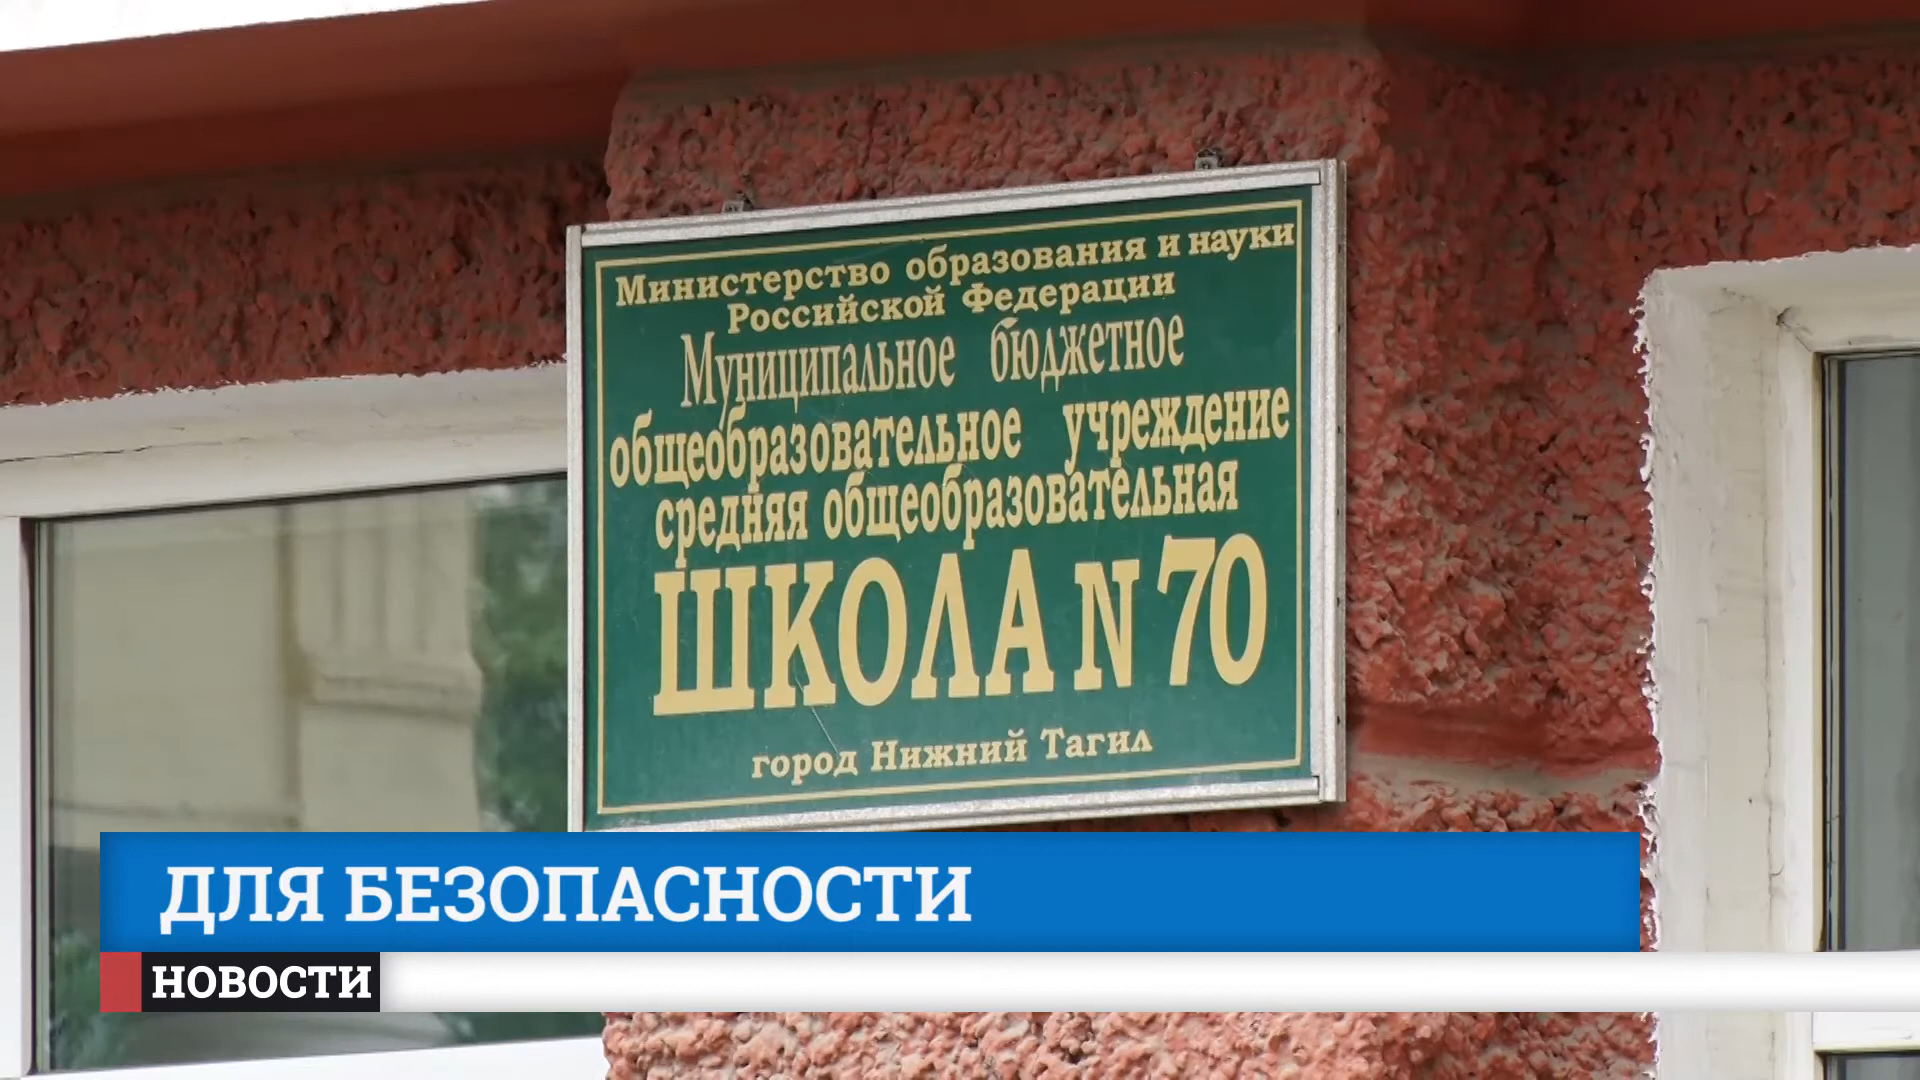 Министерство образования и науки
Российской Федерации
Муниципальное бюджетное
общеобразовательное учреждение
средняя общеобразовательная
ШКОЛА N 70
город Нижний Тагил
ДЛЯ БЕЗОПАСНОСТИ
НОВОСТИ